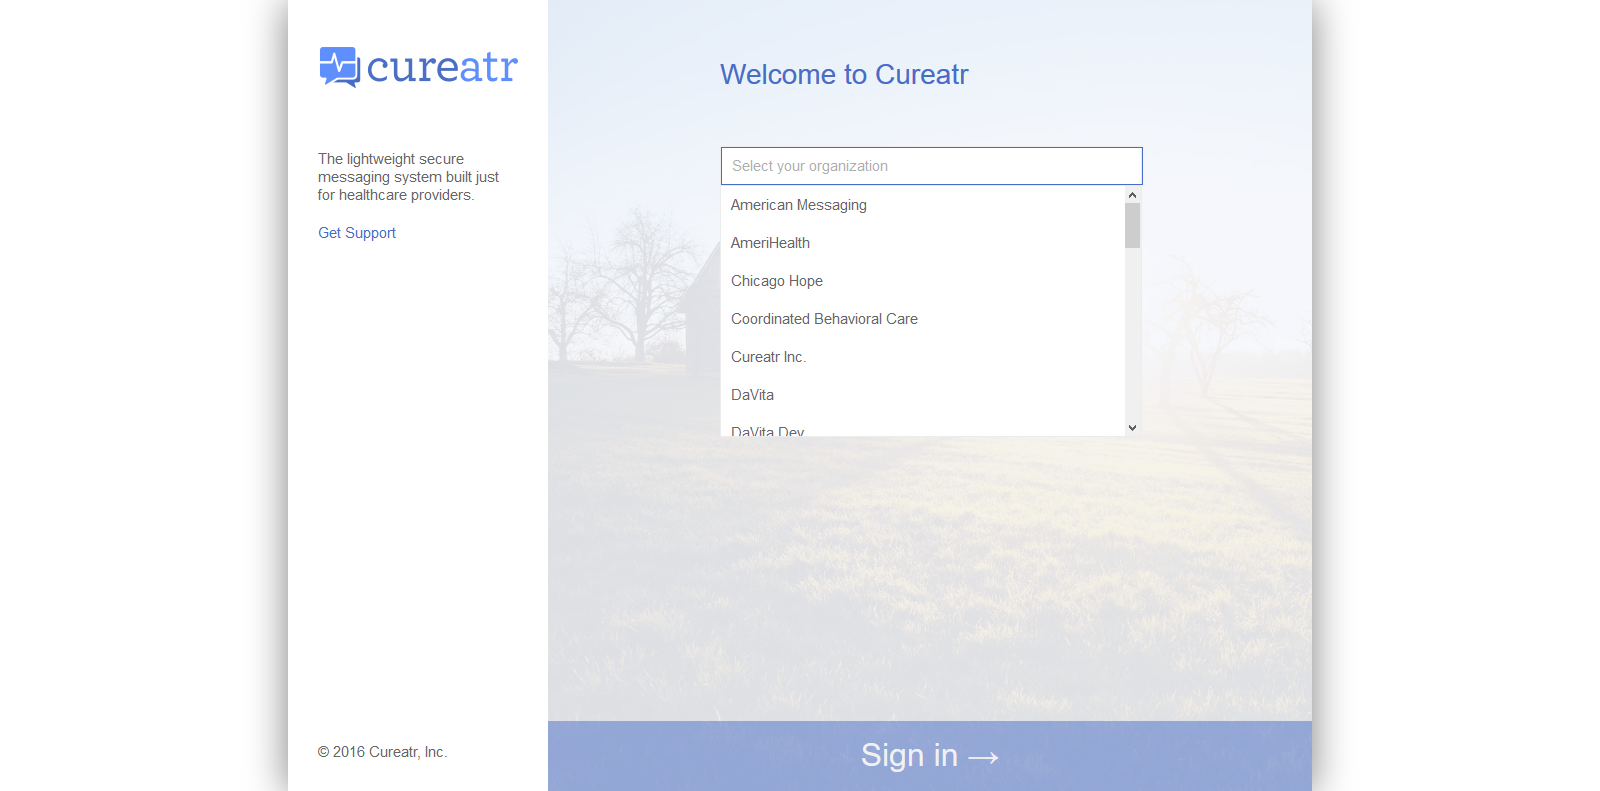 cureatr
The lightweight secure
messaging system built just
for healthcare providers.
Get Support
© 2016 Cureatr, Inc.
Welcome to Cureatr
Select your organization
American Messaging
AmeriHealth
Chicago Hope
Coordinated Behavioral Care
Cureatr Inc.
DaVita
DaVita Dev
Sign in →